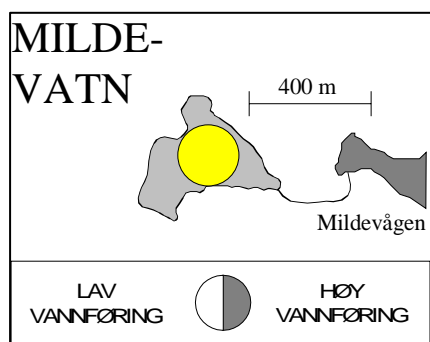 MILDE-
VATN
400 m
Mildevågen
LAV
VANNFØRING
HØY
VANNFØRING